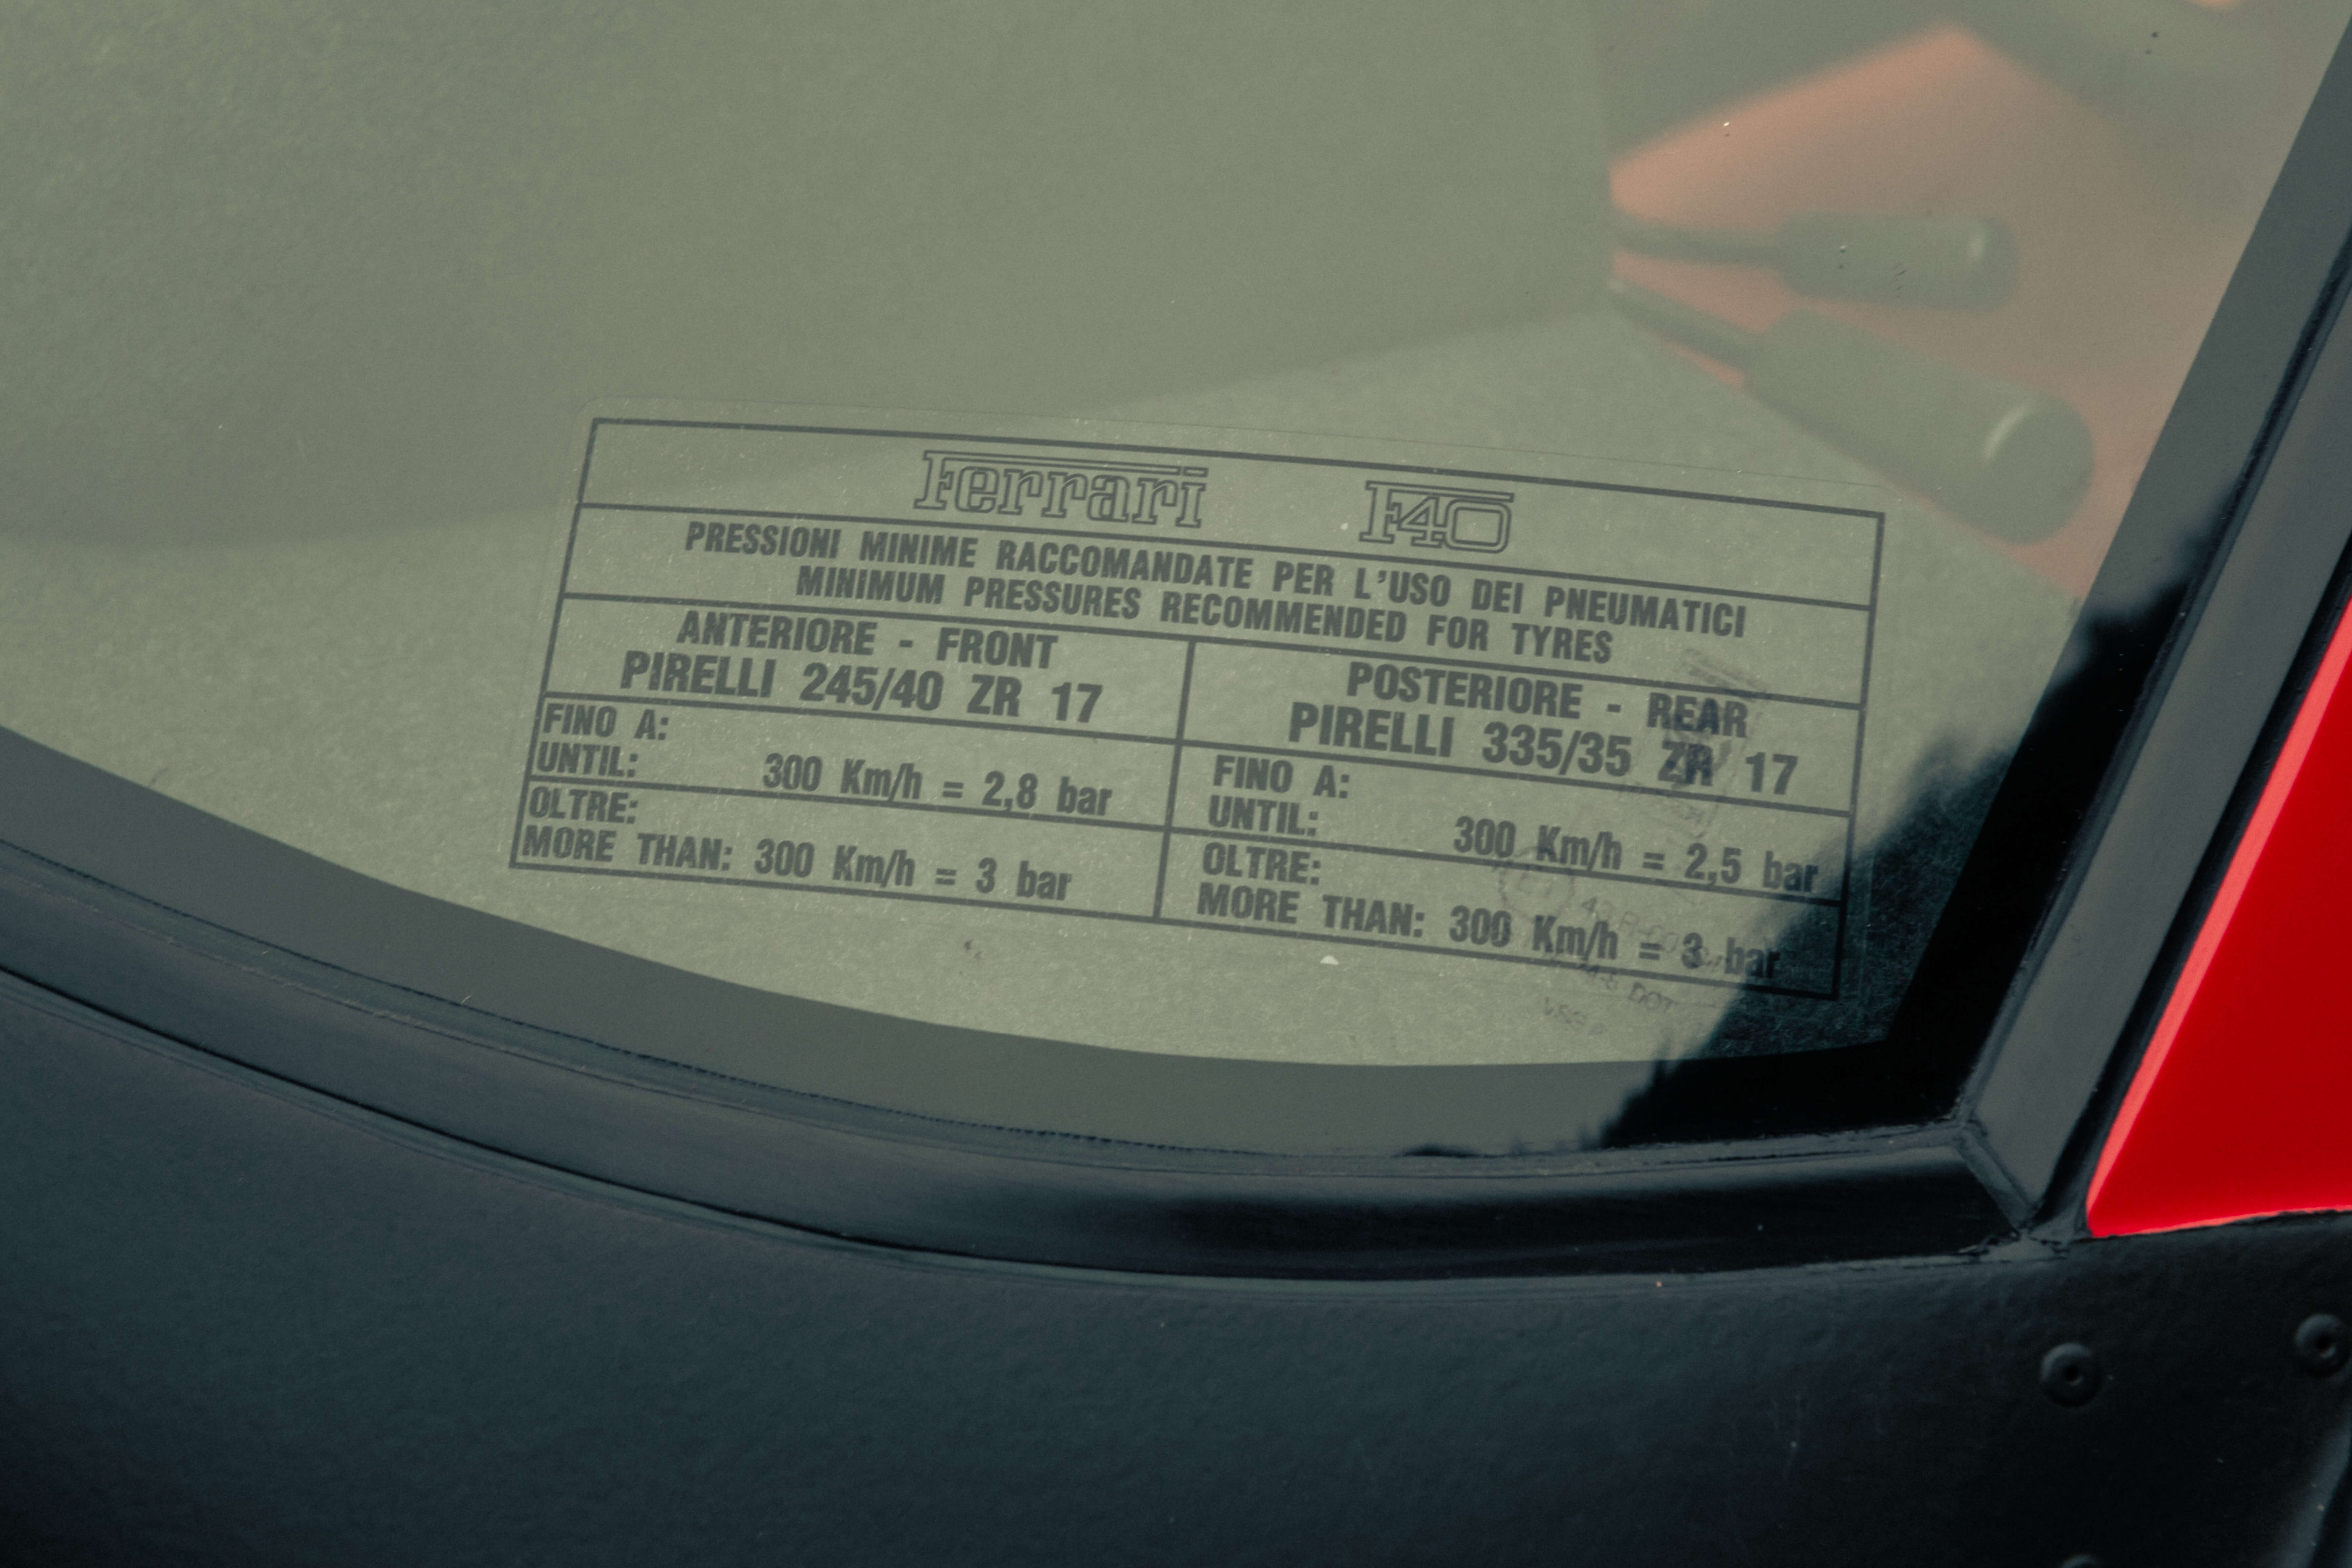 Ferrari F40
PRESSIONI MINIME RACCOMANDATE PER L'USO DEI PNEUMATICI
MINIMUM PRESSURES RECOMMENDED FOR TYRES
ANTERIORE - FRONT
PIRELLI 245/40 ZR 17
FINO A:
UNTIL: 300 Km/h = 2,8 bar
OLTRE:
MORE THAN: 300 Km/h = 3 bar
POSTERIORE - REAR
PIRELLI 335/35 ZR 17
FINO A:
UNTIL: 300 Km/h = 2,5 bar
OLTRE:
MORE THAN: 300 Km/h = 3 bar
DOT